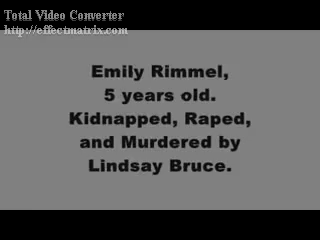 Total Video Converter
http://effectmatrix.com
Emily Rimmel,
5 years old.
Kidnapped, Raped,
and Murdered by
Lindsay Bruce.